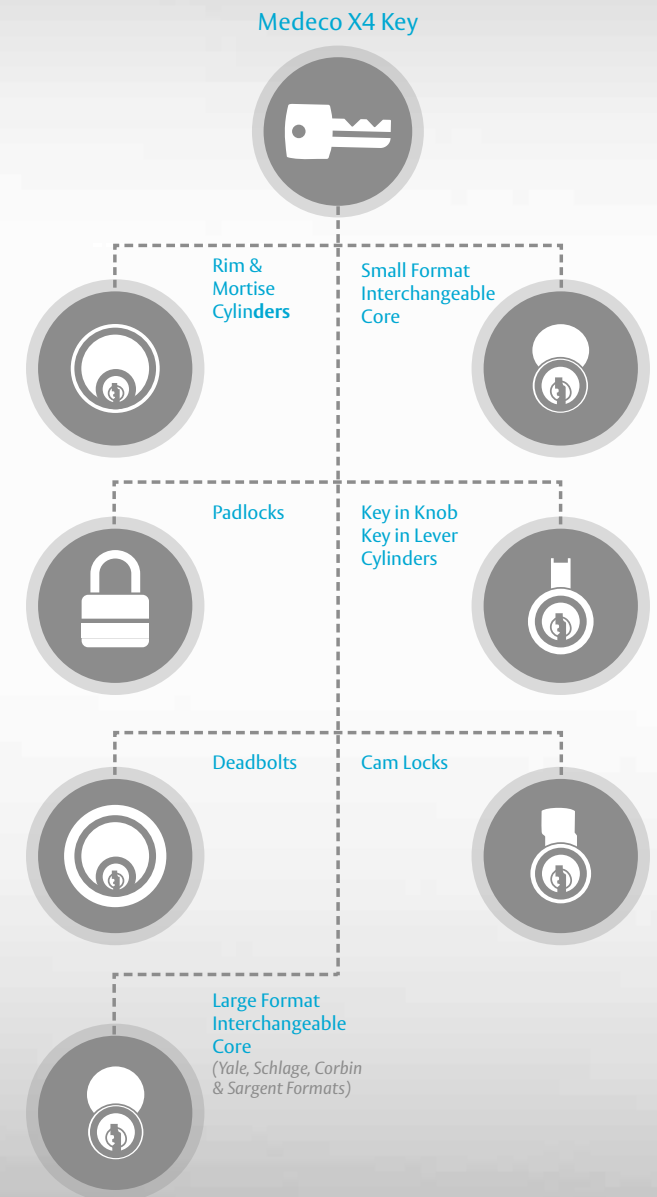 Medeco X4 Key
Rim &
Mortise
Cylinders
Small Format
Interchangeable
Core
Padlocks
Key in Knob
Key in Lever
Cylinders
Deadbolts
Cam Locks
Large Format
Interchangeable
Core
(Yale, Schlage, Corbin
& Sargent Formats)